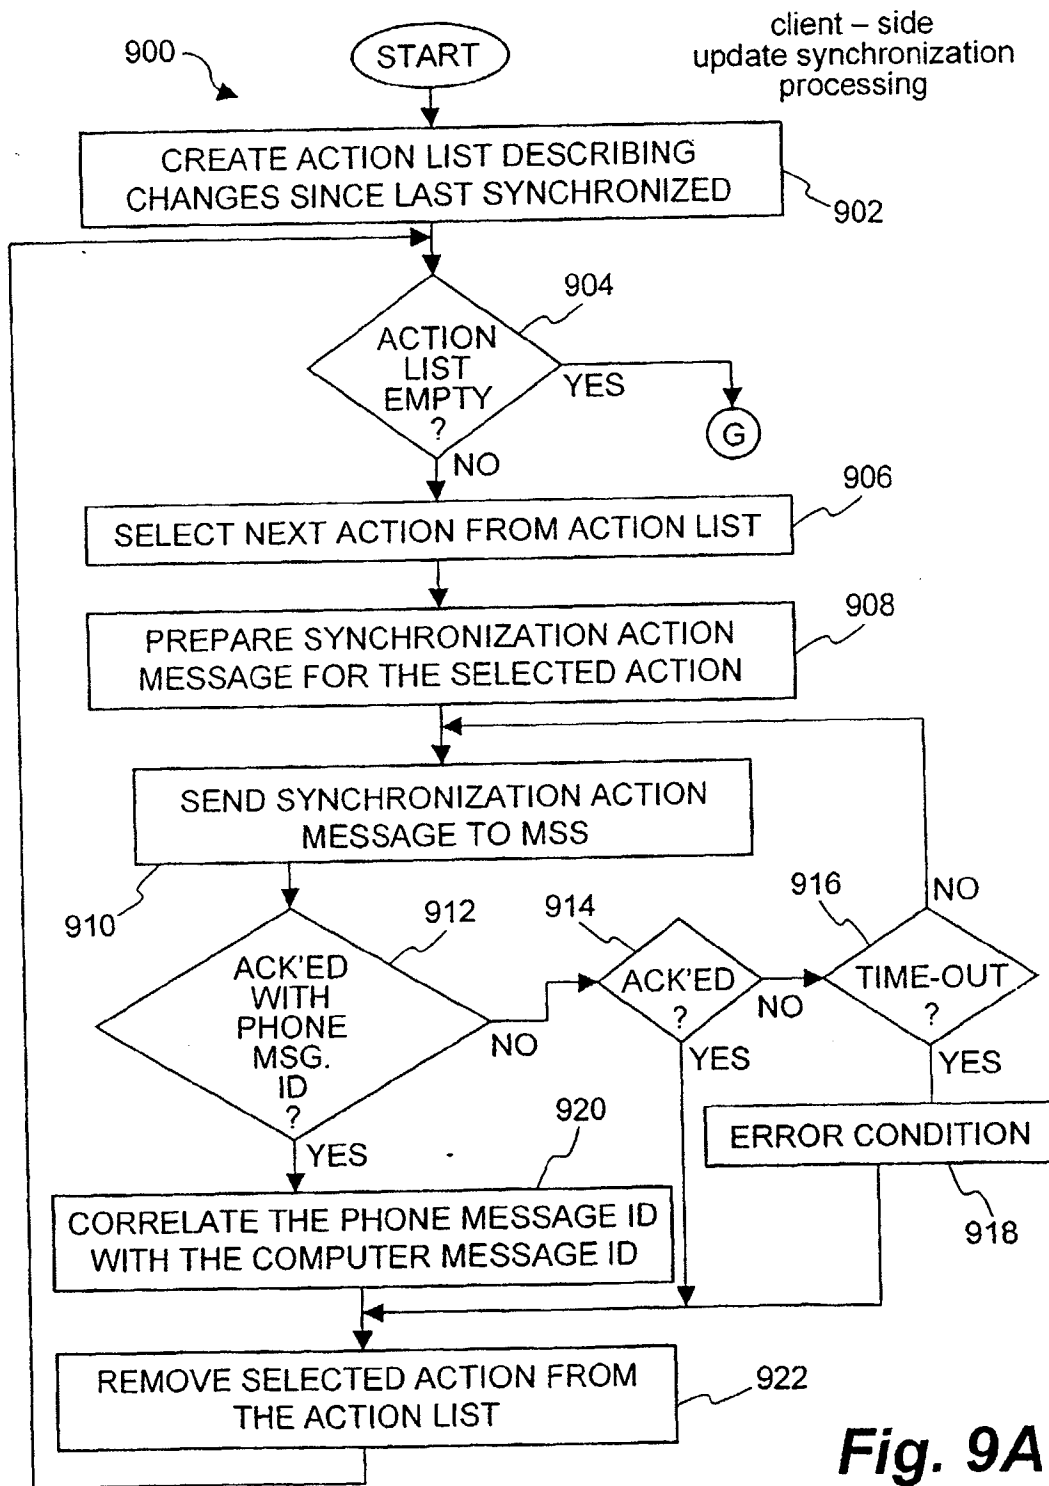 client – side
update synchronization
processing
900
START
CREATE ACTION LIST DESCRIBING
CHANGES SINCE LAST SYNCHRONIZED
902
904
ACTION
LIST
EMPTY
?
YES
G
NO
906
SELECT NEXT ACTION FROM ACTION LIST
908
PREPARE SYNCHRONIZATION ACTION
MESSAGE FOR THE SELECTED ACTION
SEND SYNCHRONIZATION ACTION
MESSAGE TO MSS
910
912
914
916
NO
ACK'ED
WITH
PHONE
MSG.
ID
?
NO
ACK'ED
?
NO
TIME-OUT
?
YES
YES
YES
920
ERROR CONDITION
918
CORRELATE THE PHONE MESSAGE ID
WITH THE COMPUTER MESSAGE ID
REMOVE SELECTED ACTION FROM
THE ACTION LIST
922
Fig. 9A